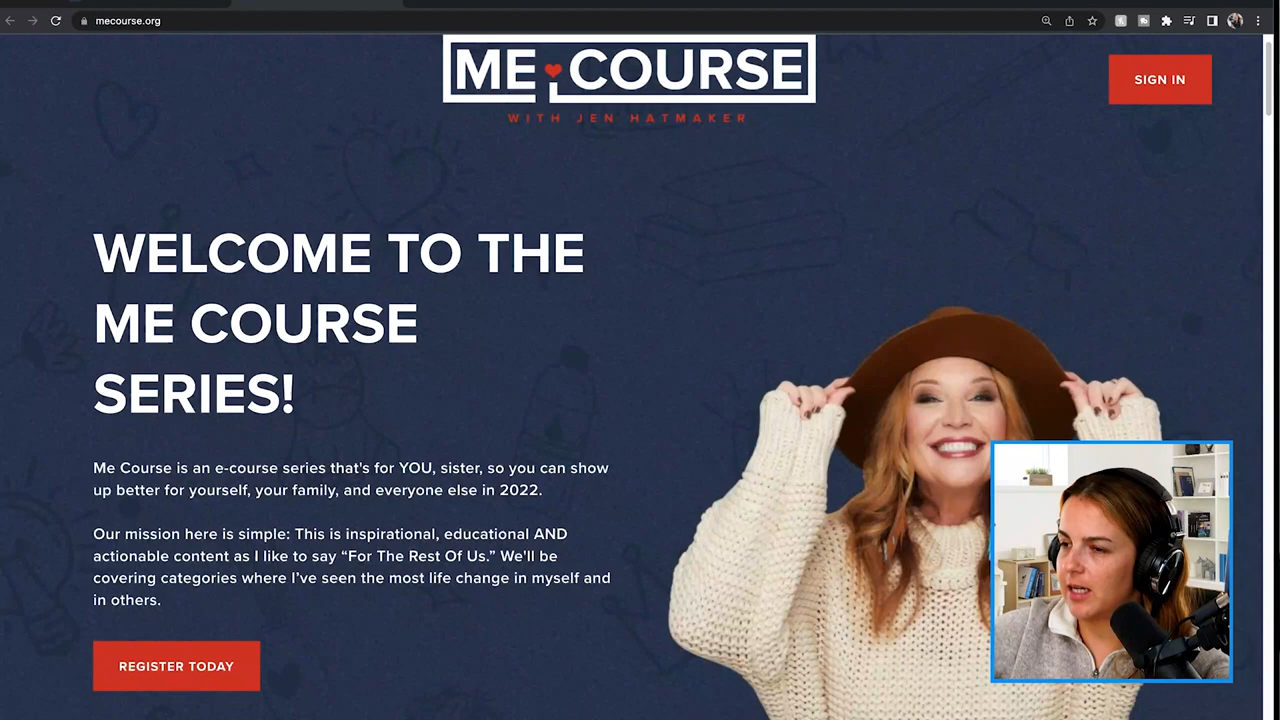 mecourse.org
ME COURSE
WITH JEN HATMAKER
SIGN IN
WELCOME TO THE
ME COURSE
SERIES!
Me Course is an e-course series that's for YOU, sister, so you can show
up better for yourself, your family, and everyone else in 2022.
Our mission here is simple: This is inspirational, educational AND
actionable content as I like to say “For The Rest Of Us.” We'll be
covering categories where I’ve seen the most life change in myself and
in others.
REGISTER TODAY